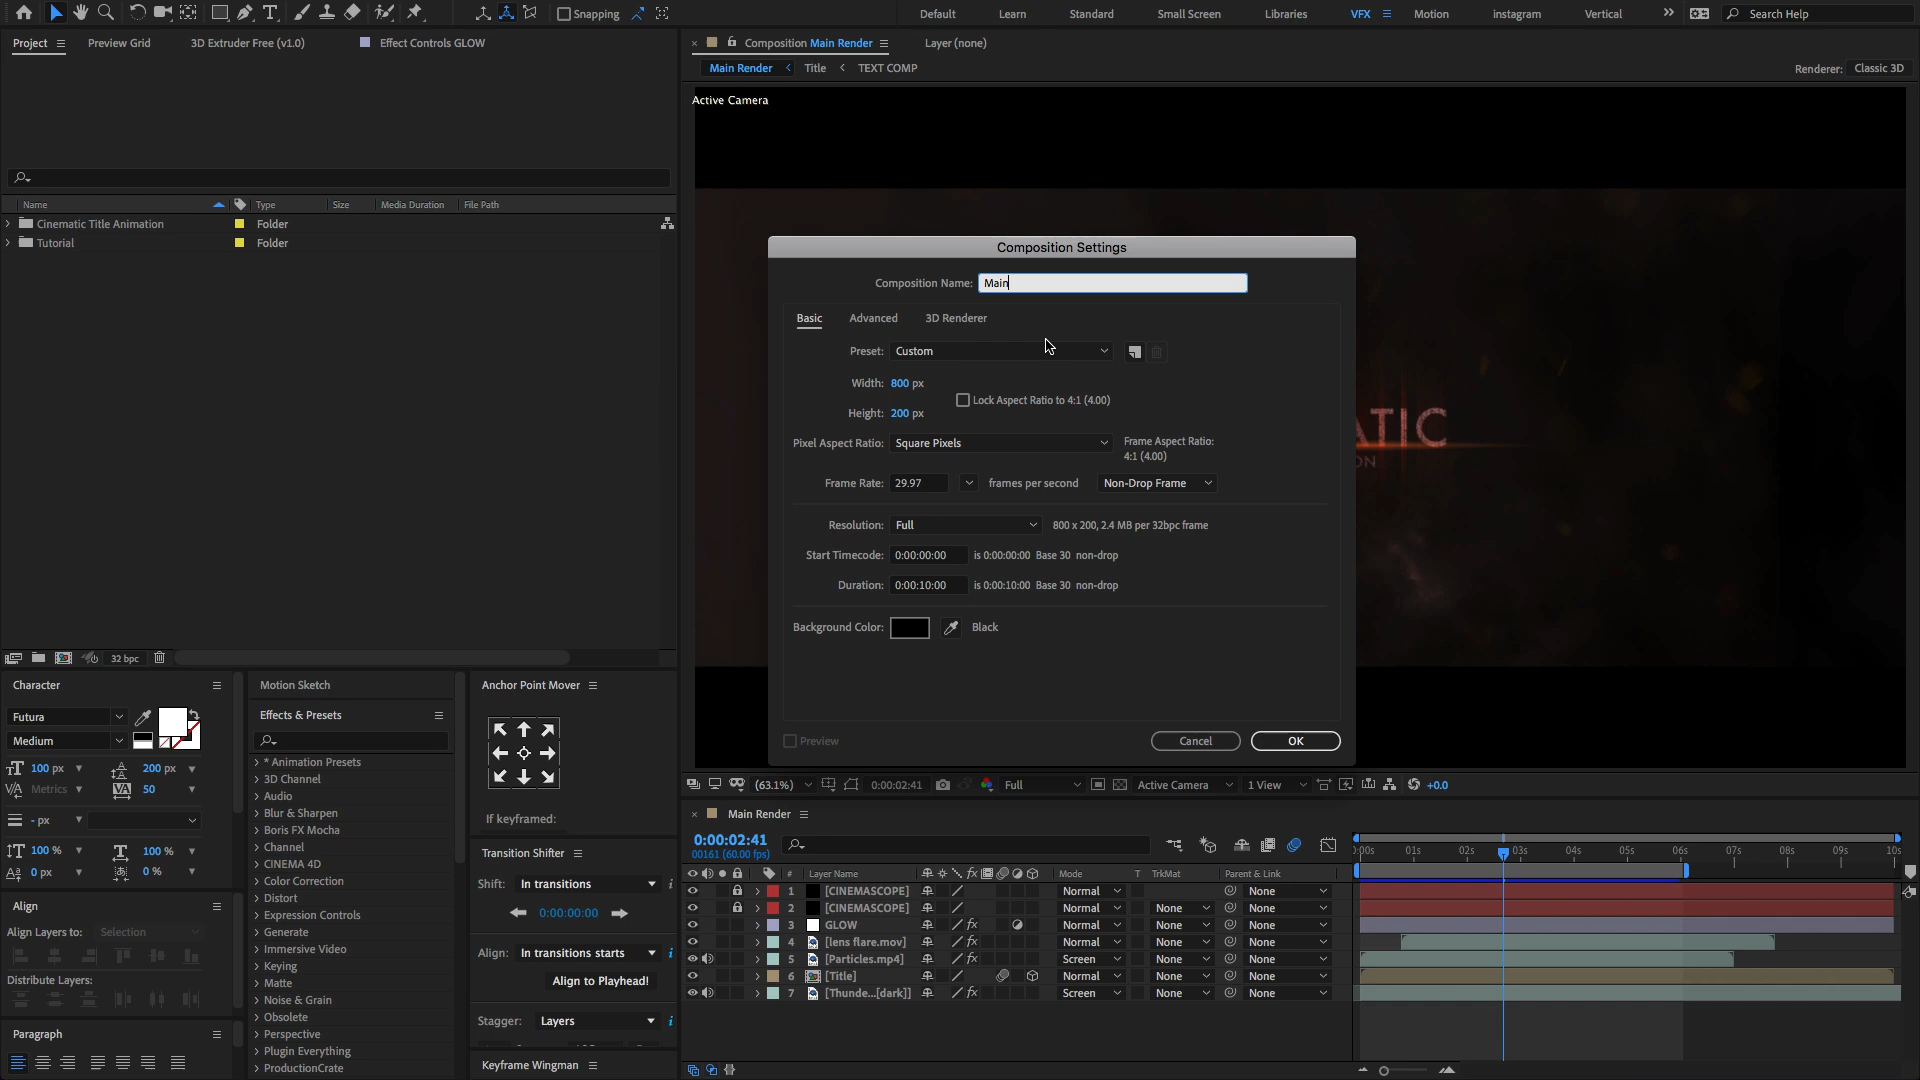 Snapping
Default
Learn
Standard
Small Screen
Libraries
VFX
Motion
instagram
Vertical
Search Help
Project
Preview Grid
3D Extruder Free (v1.0)
Effect Controls GLOW
Composition Main Render
Layer (none)
Main Render
Title
TEXT COMP
Renderer: Classic 3D
Active Camera
Name
Type
Size
Media Duration
File Path
Cinematic Title Animation
Folder
Tutorial
Folder
Composition Settings
Composition Name: Main
Basic
Advanced
3D Renderer
Preset: Custom
Width: 800 px
Lock Aspect Ratio to 4:1 (4.00)
Height: 200 px
Pixel Aspect Ratio: Square Pixels
Frame Aspect Ratio:
4:1 (4.00)
Frame Rate: 29.97 frames per second Non-Drop Frame
Resolution: Full 800 x 200, 2.4 MB per 32bpc frame
Start Timecode: 0:00:00:00 is 0:00:00:00 Base 30 non-drop
Duration: 0:00:10:00 is 0:00:10:00 Base 30 non-drop
Background Color: Black
Preview
Cancel
OK
ATIC
ON
32 bpc
Character
Futura
Medium
100 px
200 px
Metrics
50
- px
100 %
100 %
0 px
0 %
Align
Align Layers to: Selection
Distribute Layers:
Paragraph
Motion Sketch
Effects & Presets
* Animation Presets
3D Channel
Audio
Blur & Sharpen
Boris FX Mocha
Channel
CINEMA 4D
Color Correction
Distort
Expression Controls
Generate
Immersive Video
Keying
Matte
Noise & Grain
Obsolete
Perspective
Plugin Everything
ProductionCrate
Anchor Point Mover
If keyframed:
Transition Shifter
Shift: In transitions
0:00:00:00
Align: In transitions starts
Align to Playhead!
Stagger: Layers
Keyframe Wingman
(63.1%)
0:00:02:41
Full
Active Camera
1 View
+0.0
Main Render
0:00:02:41
00161 (60.00 fps)
# Layer Name
Mode
T TrkMat
Parent & Link
1 [CINEMASCOPE] Normal None
2 [CINEMASCOPE] Normal None None
3 GLOW Normal None None
4 [lens flare.mov] Normal None None
5 [Particles.mp4] Screen None None
6 [Title] Normal None None
7 [Thunde...[dark]] Screen None None
):00s 01s 02s 03s 04s 05s 06s 07s 08s 09s 10s